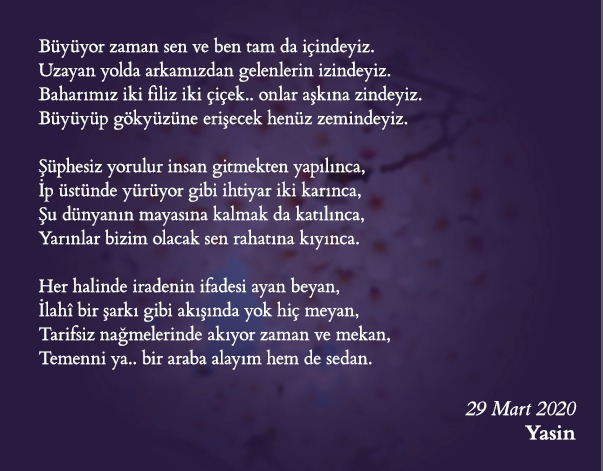 Büyüyor zaman sen ve ben tam da içindeyiz.
Uzayan yolda arkamızdan gelenlerin izindeyiz.
Baharımız iki filiz iki çiçek.. onlar aşkına zindeyiz.
Büyüyüp gökyüzüne erişecek henüz zemindeyiz.

Şüphesiz yorulur insan gitmekten yapılınca,
İp üstünde yürüyor gibi ihtiyar iki karınca,
Şu dünyanın mayasına kalmak da katılınca,
Yarınlar bizim olacak sen rahatına kıyınca.

Her halinde iradenin ifadesi ayan beyan,
İlahî bir şarkı gibi akışında yok hiç meyan,
Tarifsiz nağmelerinde akıyor zaman ve mekan,
Temenni ya.. bir araba alayım hem de sedan.

29 Mart 2020
Yasin